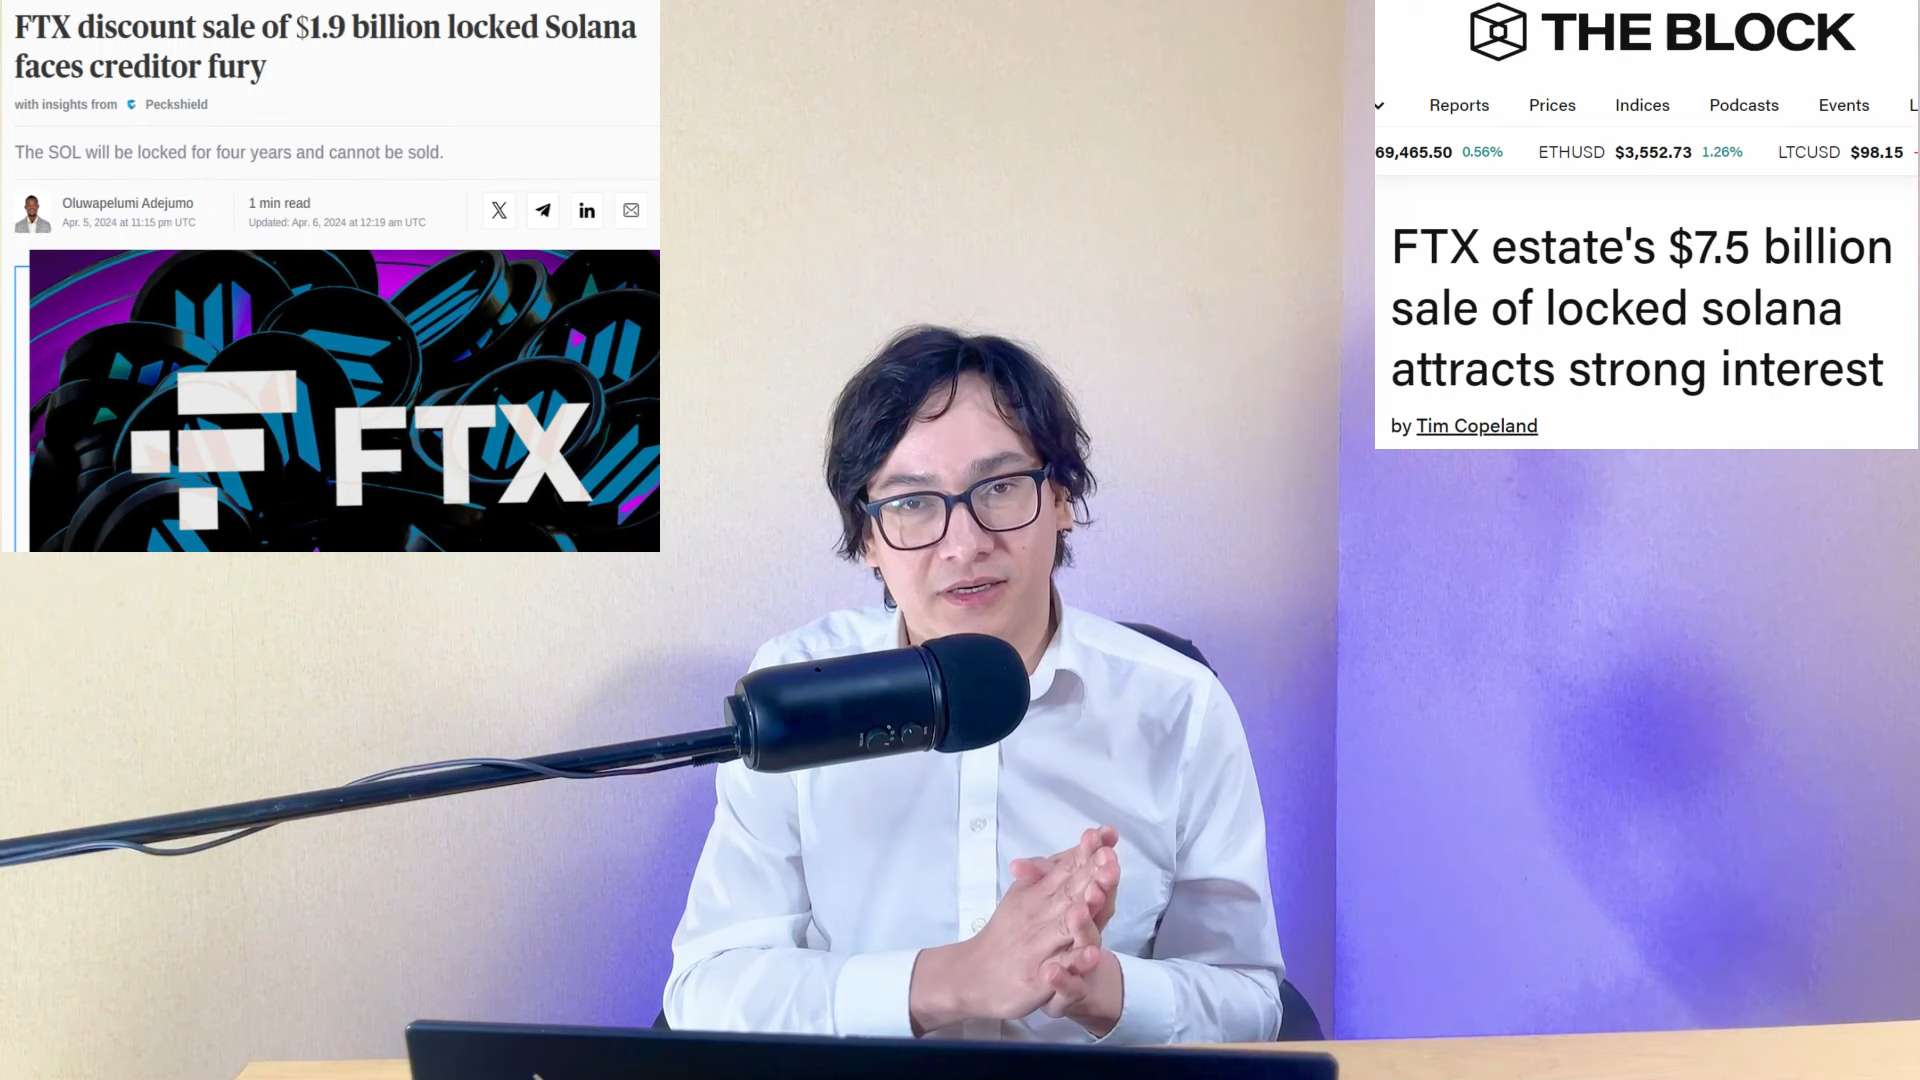 FTX discount sale of $1.9 billion locked Solana
faces creditor fury
with insights from Peckshield
The SOL will be locked for four years and cannot be sold.
Oluwapelumi Adejumo
Apr. 5, 2024 at 11:15 pm UTC
1 min read
Updated: Apr. 6, 2024 at 12:19 am UTC
FTX
THE BLOCK
Reports Prices Indices Podcasts Events L
69,465.50 0.56% ETHUSD $3,552.73 1.26% LTCUSD $98.15 -
FTX estate's $7.5 billion
sale of locked solana
attracts strong interest
by Tim Copeland